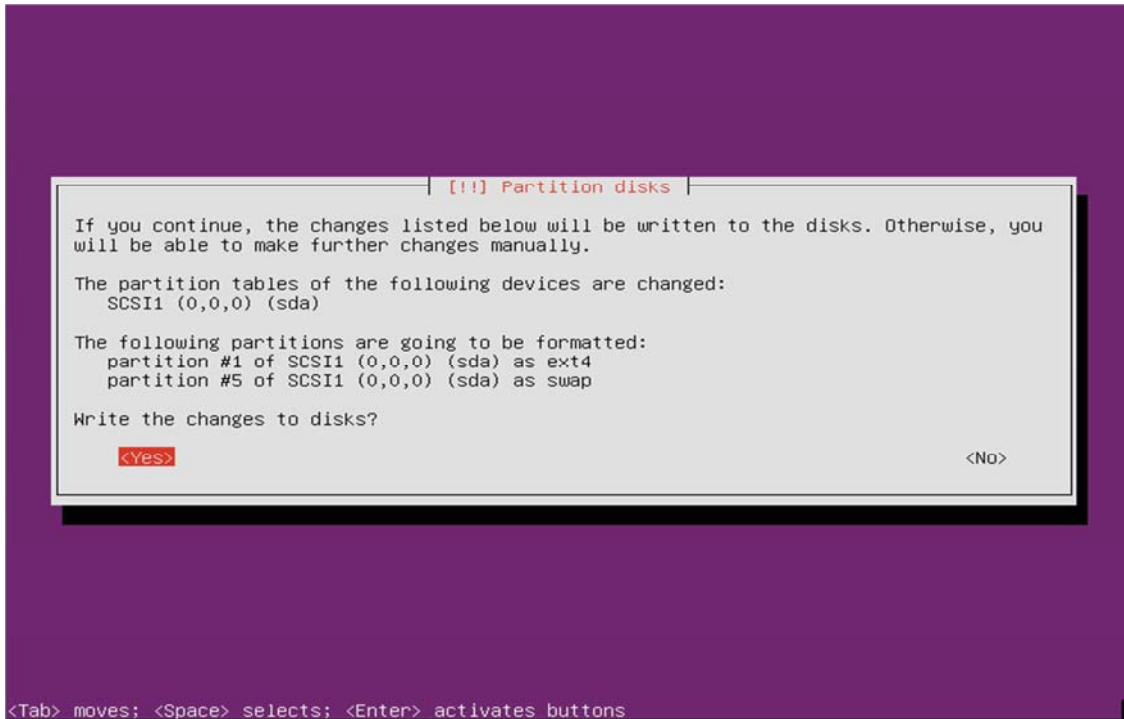 [!!] Partition disks
If you continue, the changes listed below will be written to the disks. Otherwise, you
will be able to make further changes manually.
The partition tables of the following devices are changed:
SCSI1 (0,0,0) (sda)
The following partitions are going to be formatted:
partition #1 of SCSI1 (0,0,0) (sda) as ext4
partition #5 of SCSI1 (0,0,0) (sda) as swap
Write the changes to disks?
<Yes> <No>
<Tab> moves; <Space> selects; <Enter> activates buttons